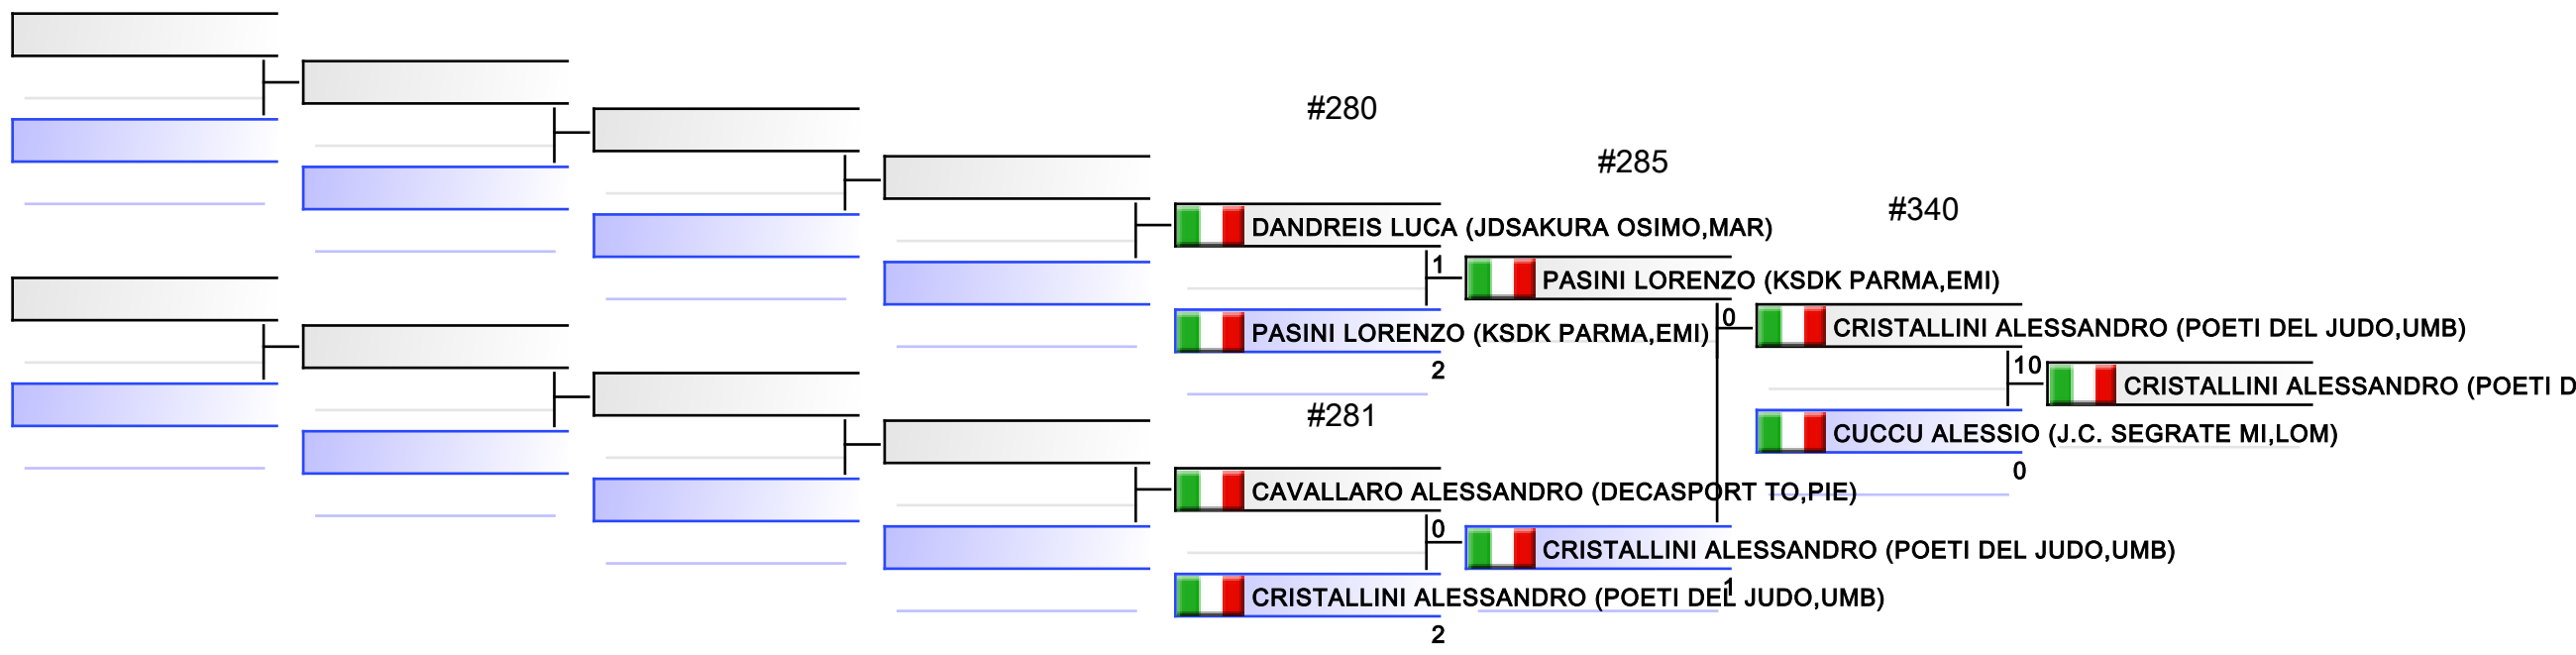 #280
#285
#340
DANDREIS LUCA (JDSAKURA OSIMO,MAR)
1
PASINI LORENZO (KSDK PARMA,EMI)
PASINI LORENZO (KSDK PARMA,EMI)
2
0
CRISTALLINI ALESSANDRO (POETI DEL JUDO,UMB)
10
CRISTALLINI ALESSANDRO (POETI D
CUCCU ALESSIO (J.C. SEGRATE MI,LOM)
0
#281
CAVALLARO ALESSANDRO (DECASPORT TO,PIE)
0
CRISTALLINI ALESSANDRO (POETI DEL JUDO,UMB)
1
CRISTALLINI ALESSANDRO (POETI DEL JUDO,UMB)
2